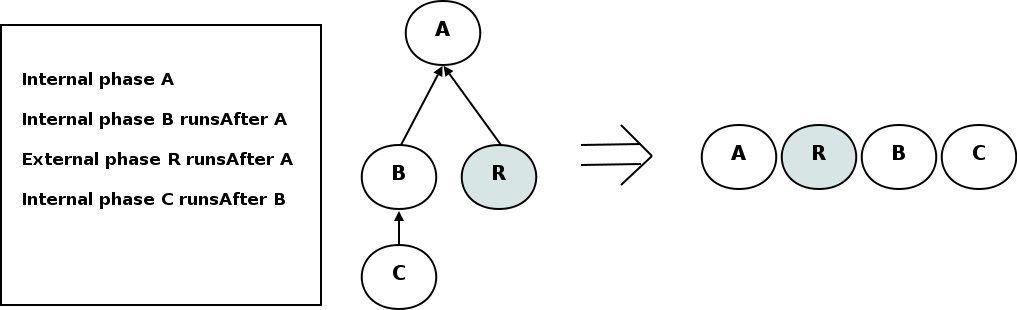 Internal phase A
Internal phase B runsAfter A
External phase R runsAfter A
Internal phase C runsAfter B
A
B
R
C
A
R
B
C